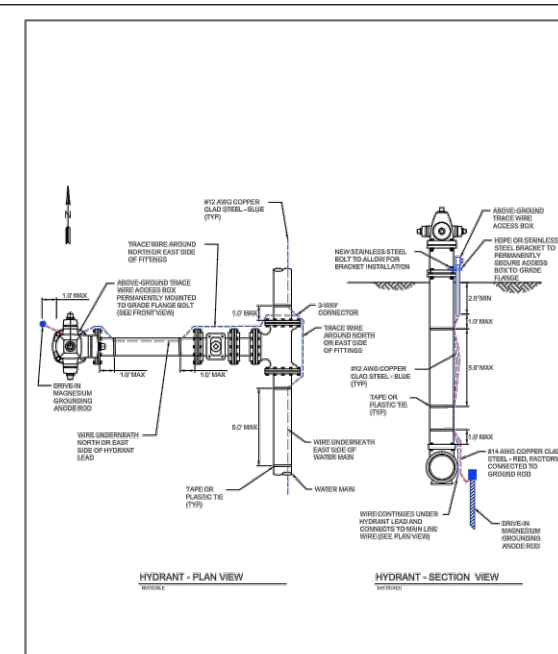 #12 AWG COPPER
CLAD STEEL - BLUE
(TYP)
TRACE WIRE AROUND
NORTH OR EAST SIDE
OF FITTINGS
ABOVE-GROUND TRACE
WIRE ACCESS BOX
PERMANENTLY MOUNTED
TO GRADE FLANGE BOLT
(SEE FRONT VIEW)
N
1.0' MAX
1.0' MAX
3-WAY
CONNECTOR
TRACE WIRE
AROUND NORTH
OR EAST SIDE
OF FITTINGS
1.0' MAX
1.0' MAX
DRIVE-IN
MAGNESIUM
GROUNDING
ANODE ROD
WIRE UNDERNEATH
NORTH OR EAST
SIDE OF HYDRANT
LEAD
WIRE UNDERNEATH
EAST SIDE OF
WATER MAIN
TAPE OR
PLASTIC TIE
(TYP)
WATER MAIN
HYDRANT - PLAN VIEW
ABOVE-GROUND
TRACE WIRE
ACCESS BOX
NEW STAINLESS STEEL
BOLT TO ALLOW FOR
BRACKET INSTALLATION
HDPE OR STAINLESS
STEEL BRACKET TO
PERMANENTLY
SECURE ACCESS
BOX TO GRADE
FLANGE
2.0' MIN
1.0' MAX
#12 AWG COPPER
CLAD STEEL - BLUE
(TYP)
5.0' MAX
TAPE OR
PLASTIC TIE
(TYP)
1.0' MAX
#14 AWG COPPER CLAD
STEEL - RED, FACTORY
CONNECTED TO
GROUND ROD
WIRE CONTINUES UNDER
HYDRANT LEAD AND
CONNECTS TO MAIN LINE
WIRE (SEE PLAN VIEW)
DRIVE-IN
MAGNESIUM
GROUNDING
ANODE ROD
HYDRANT - SECTION VIEW